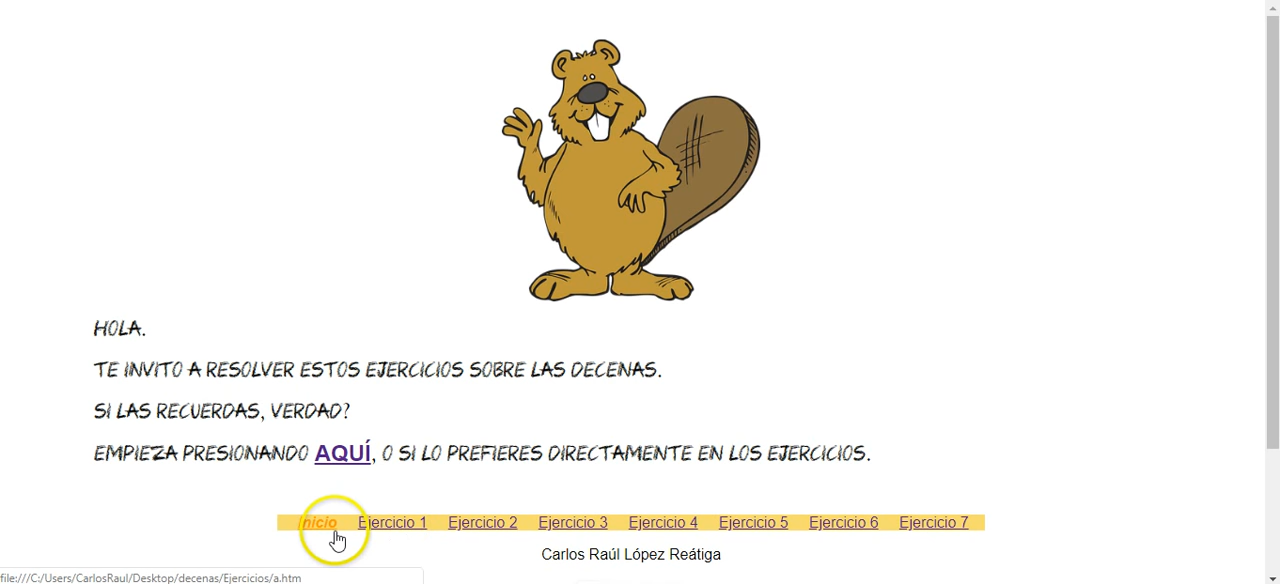 HOLA.
TE INVITO A RESOLVER ESTOS EJERCICIOS SOBRE LAS DECENAS.
SI LAS RECUERDAS, VERDAD?
EMPIEZA PRESIONANDO AQUÍ, O SI LO PREFIERES DIRECTAMENTE EN LOS EJERCICIOS.
Inicio Ejercicio 1 Ejercicio 2 Ejercicio 3 Ejercicio 4 Ejercicio 5 Ejercicio 6 Ejercicio 7
Carlos Raúl López Reátiga
file:///C:/Users/CarlosRaul/Desktop/decenas/Ejercicios/a.htm